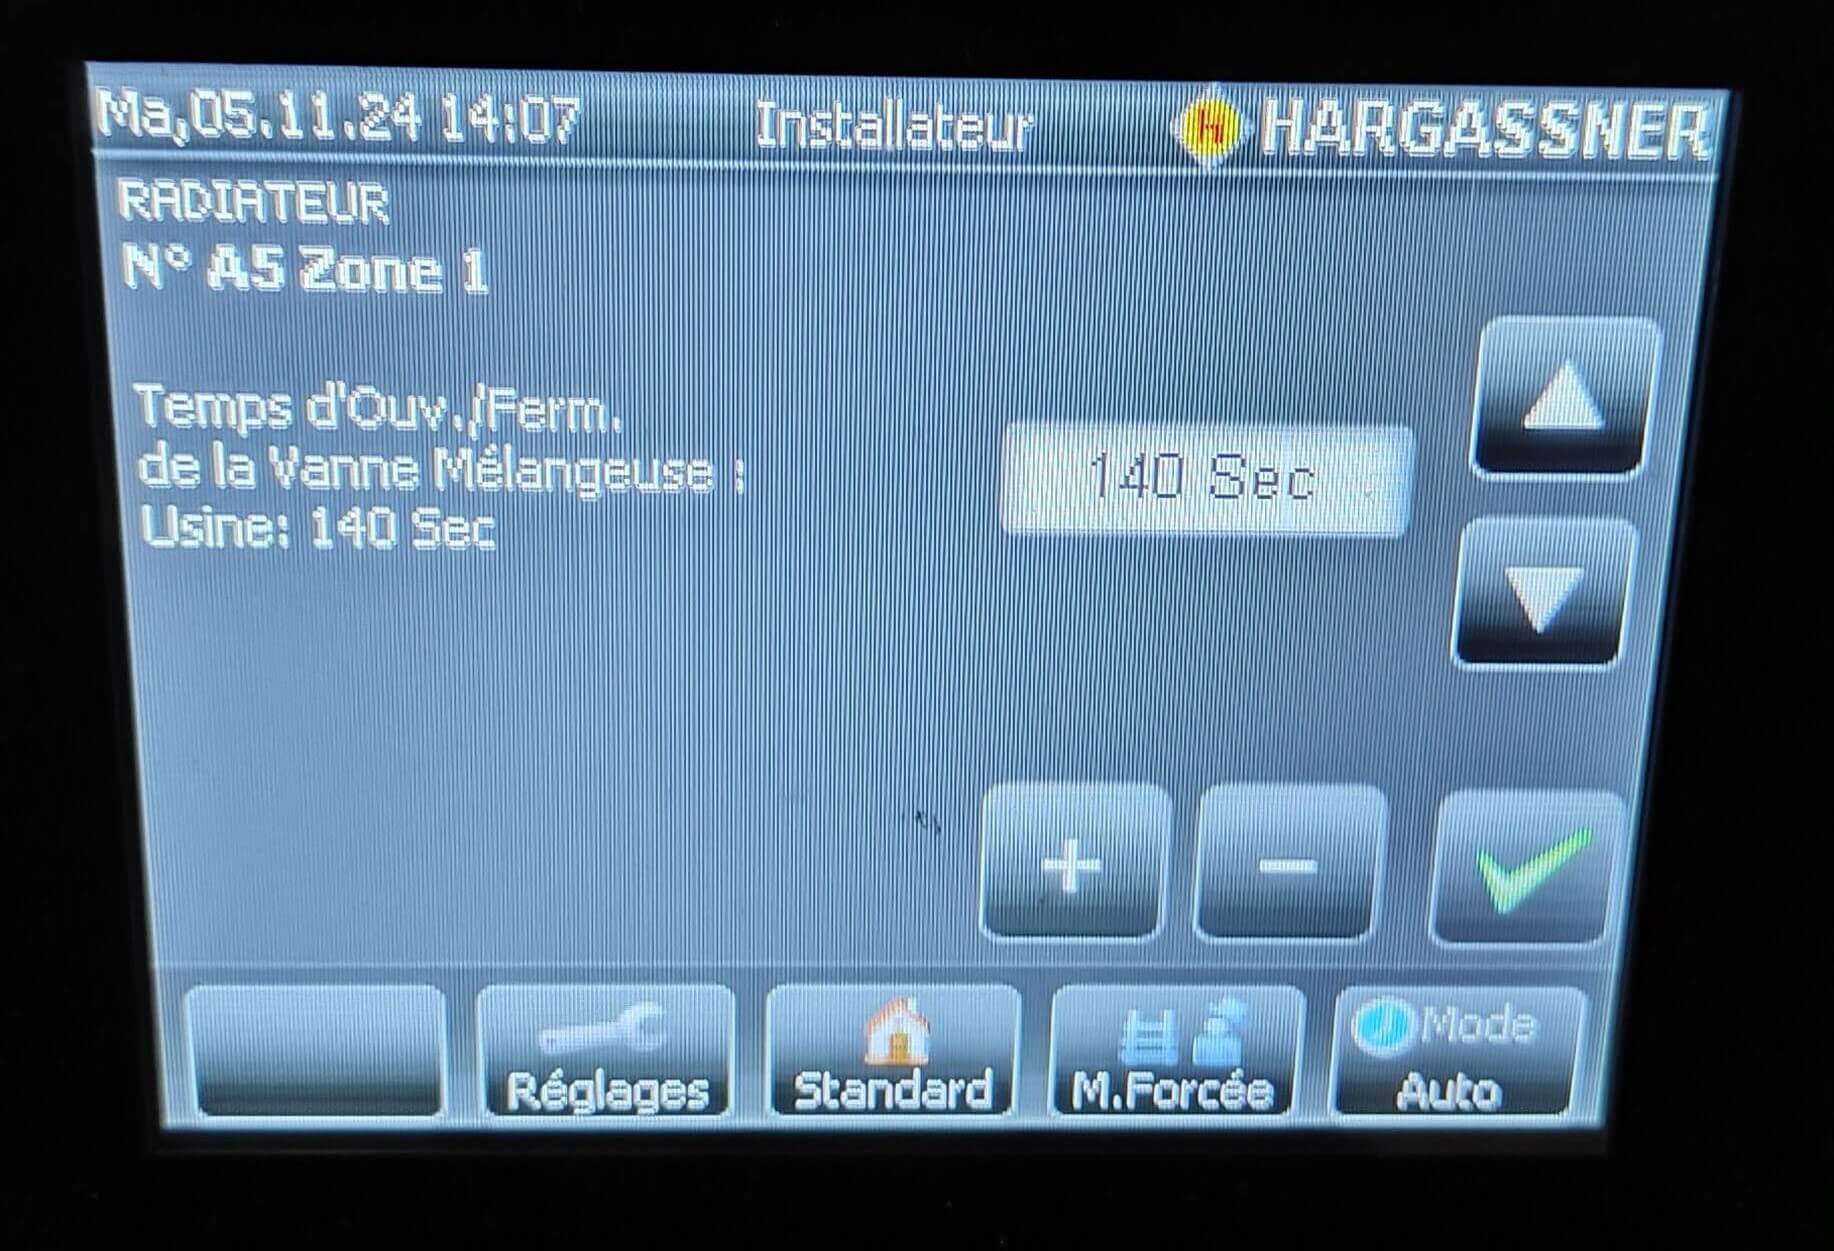 Ma,05.11.24 14:07 Installateur HARGASSNER
RADIATEUR
N° A5 Zone 1
Temps d'Ouv./Ferm.
de la Vanne Mélangeuse :
140 Sec
Usine: 140 Sec
+ −
Mode
Réglages Standard M.Forcée Auto